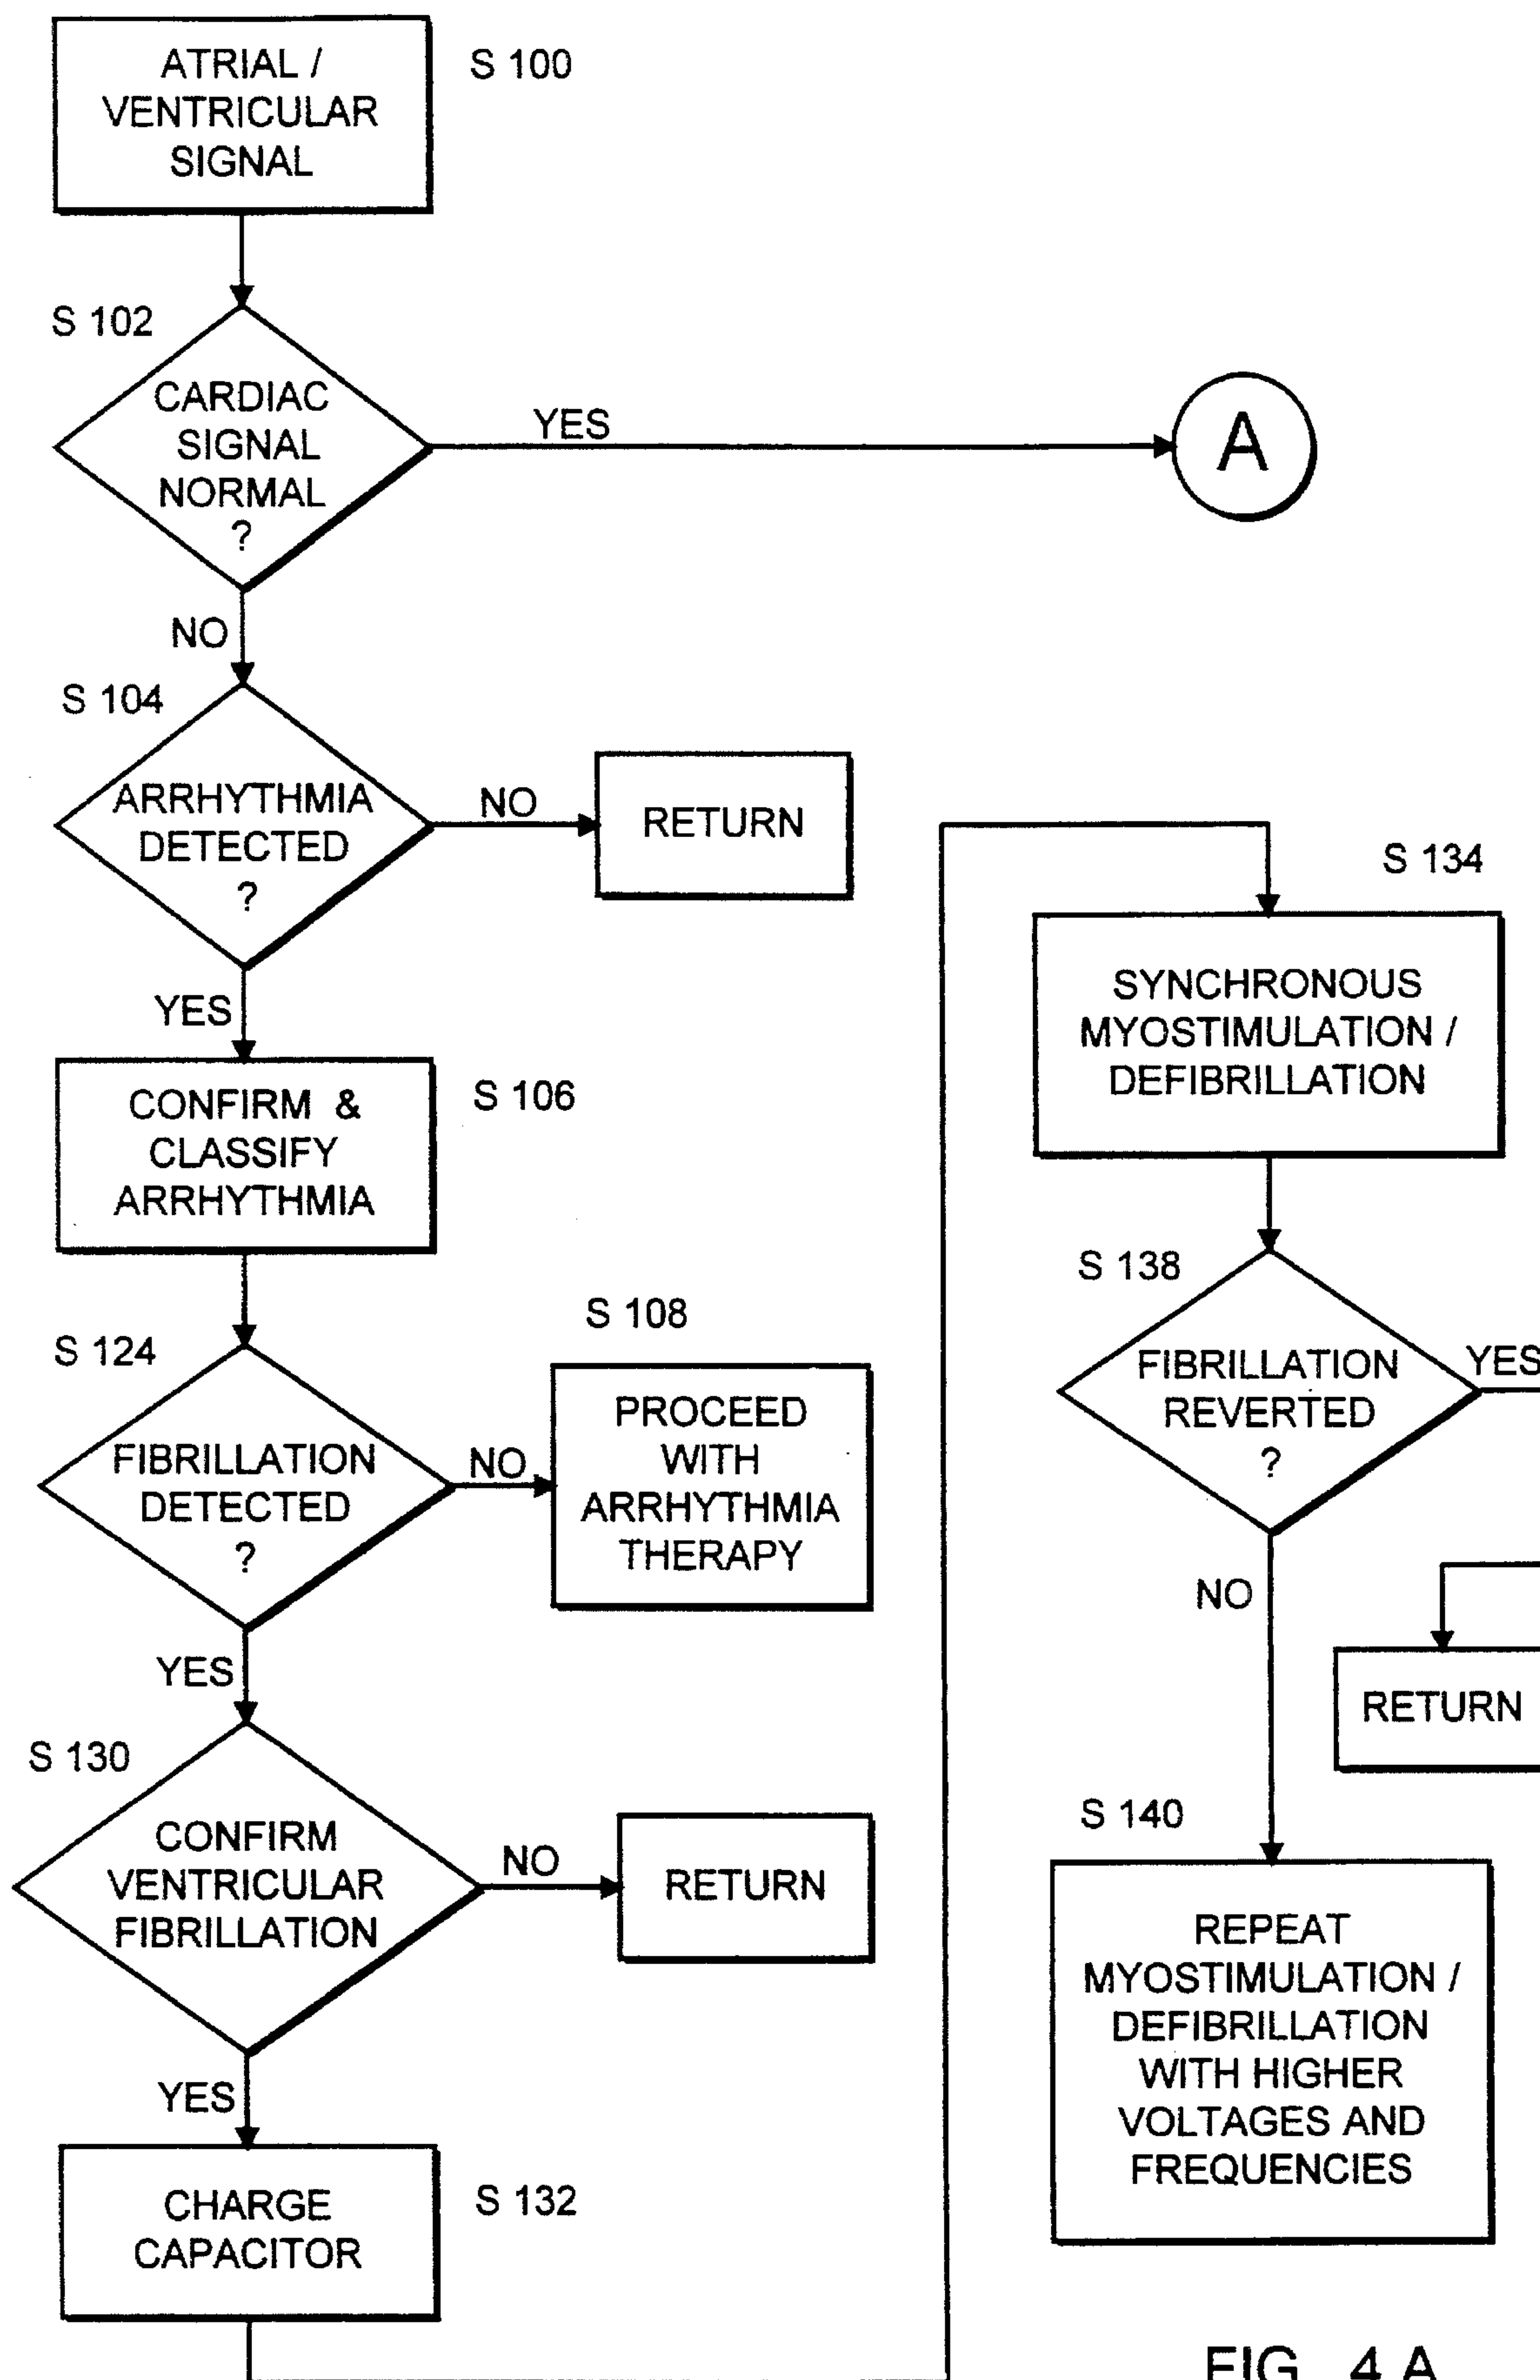 ATRIAL /
VENTRICULAR
SIGNAL
S 100
S 102
CARDIAC
SIGNAL
NORMAL
?
YES
A
NO
S 104
ARRHYTHMIA
DETECTED
?
NO
RETURN
YES
CONFIRM &
CLASSIFY
ARRHYTHMIA
S 106
S 124
FIBRILLATION
DETECTED
?
NO
S 108
PROCEED
WITH
ARRHYTHMIA
THERAPY
YES
S 130
CONFIRM
VENTRICULAR
FIBRILLATION
NO
RETURN
YES
CHARGE
CAPACITOR
S 132
S 134
SYNCHRONOUS
MYOSTIMULATION /
DEFIBRILLATION
S 138
FIBRILLATION
REVERTED
?
YES
NO
RETURN
S 140
REPEAT
MYOSTIMULATION /
DEFIBRILLATION
WITH HIGHER
VOLTAGES AND
FREQUENCIES
FIG. 4 A